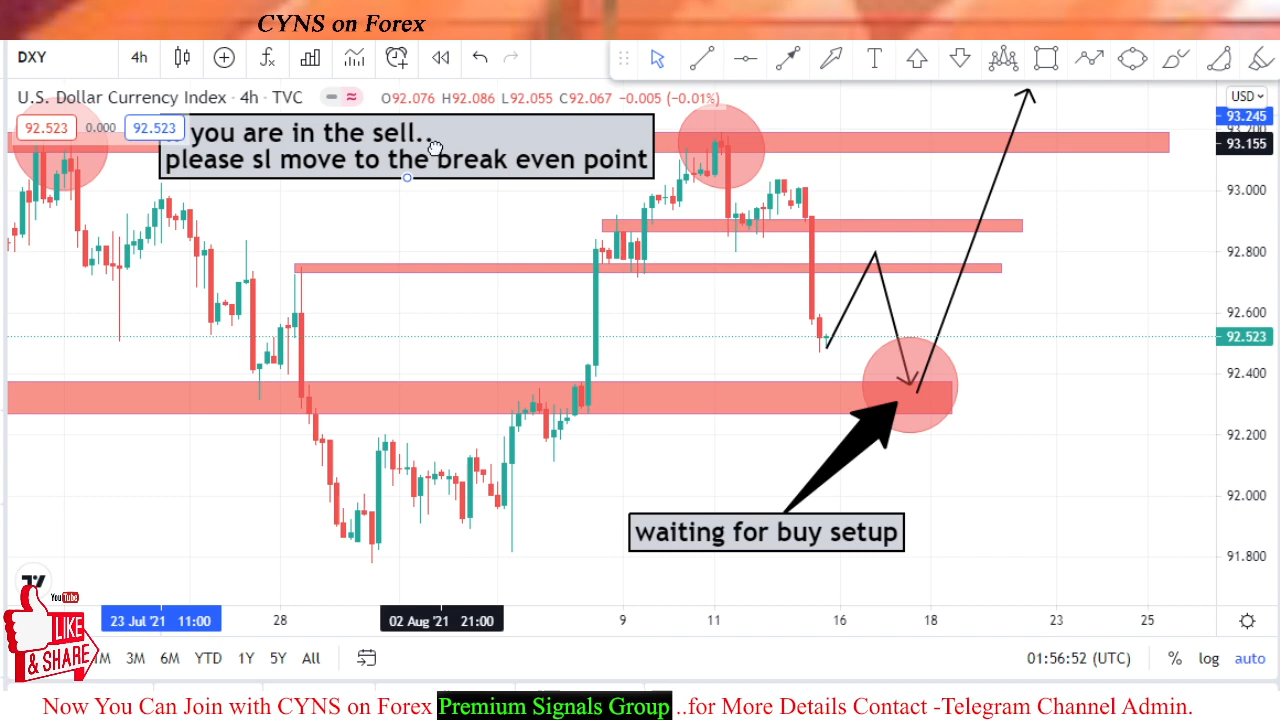 CYNS on Forex
DXY
4h
T
U.S. Dollar Currency Index · 4h · TVC
O92.076 H92.086 L92.055 C92.067 -0.005 (-0.01%)
USD
92.523
0.000
92.523
you are in the sell..
please sl move to the break even point
93.245
93.155
93.000
92.800
92.600
92.523
92.400
92.200
92.000
91.800
waiting for buy setup
YouTube
LIKE
& SHARE
23 Jul '21 11:00
28
02 Aug '21 21:00
9
11
16
18
23
25
1M
3M
6M
YTD
1Y
5Y
All
01:56:52 (UTC)
%
log
auto
Now You Can Join with CYNS on Forex Premium Signals Group ..for More Details Contact -Telegram Channel Admin.